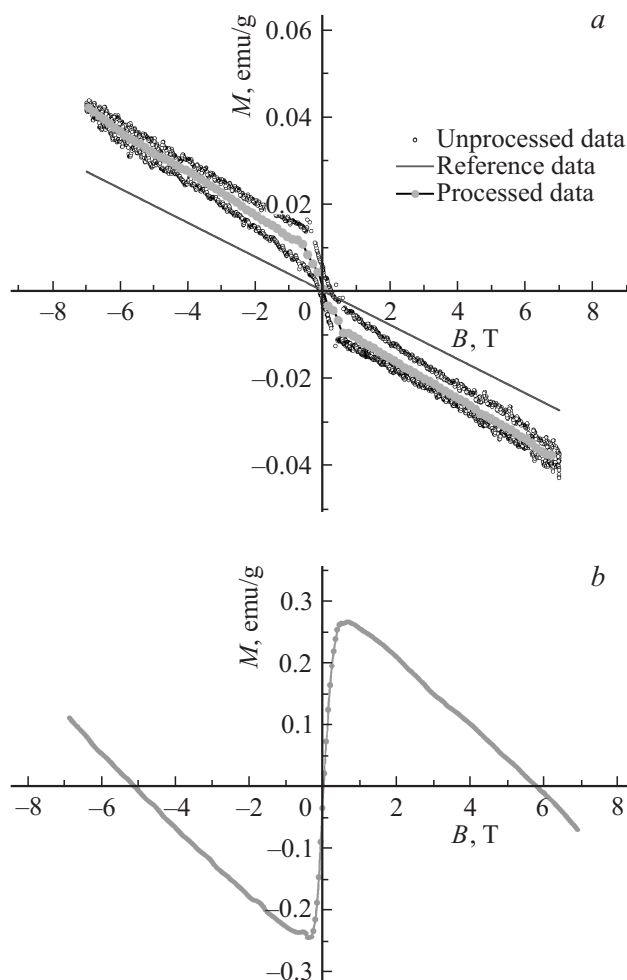 0.06
a
M, emu/g
0.04
Unprocessed data
Reference data
Processed data
0.02
–8 –6 –4 –2 0 2 4 6 8
B, T
–0.02
–0.04
b
M, emu/g
0.3
0.2
0.1
–8 –6 –4 –2 0 2 4 6 8
B, T
–0.1
–0.2
–0.3